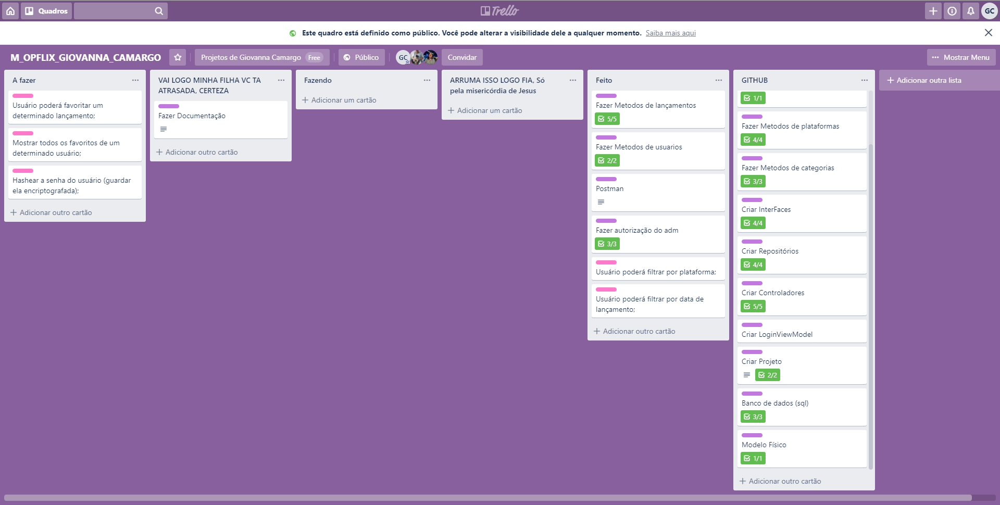 Quadros
Trello
GC
Este quadro está definido como público. Você pode alterar a visibilidade dele a qualquer momento. Saiba mais aqui
M_OPFLIX_GIOVANNA_CAMARGO
Projetos de Giovanna Camargo Free
Público
GC
Convidar
Mostrar Menu
A fazer
Usuário poderá favoritar um
determinado lançamento;
Mostrar todos os favoritos de um
determinado usuário;
Hashear a senha do usuário (guardar
ela encriptografada);
Adicionar outro cartão
VAI LOGO MINHA FILHA VC TA
ATRASADA, CERTEZA
Fazer Documentação
Adicionar outro cartão
Fazendo
Adicionar um cartão
ARRUMA ISSO LOGO FIA, Só
pela misericórdia de Jesus
Adicionar um cartão
Feito
Fazer Metodos de lançamentos
5/5
Fazer Metodos de usuarios
2/2
Postman
Fazer autorização do adm
3/3
Usuário poderá filtrar por plataforma;
Usuário poderá filtrar por data de
lançamento;
Adicionar outro cartão
GITHUB
1/1
Fazer Metodos de plataformas
4/4
Fazer Metodos de categorias
3/3
Criar InterFaces
4/4
Criar Repositórios
4/4
Criar Controladores
5/5
Criar LoginViewModel
Criar Projeto
2/2
Banco de dados (sql)
3/3
Modelo Físico
1/1
Adicionar outro cartão
Adicionar outra lista